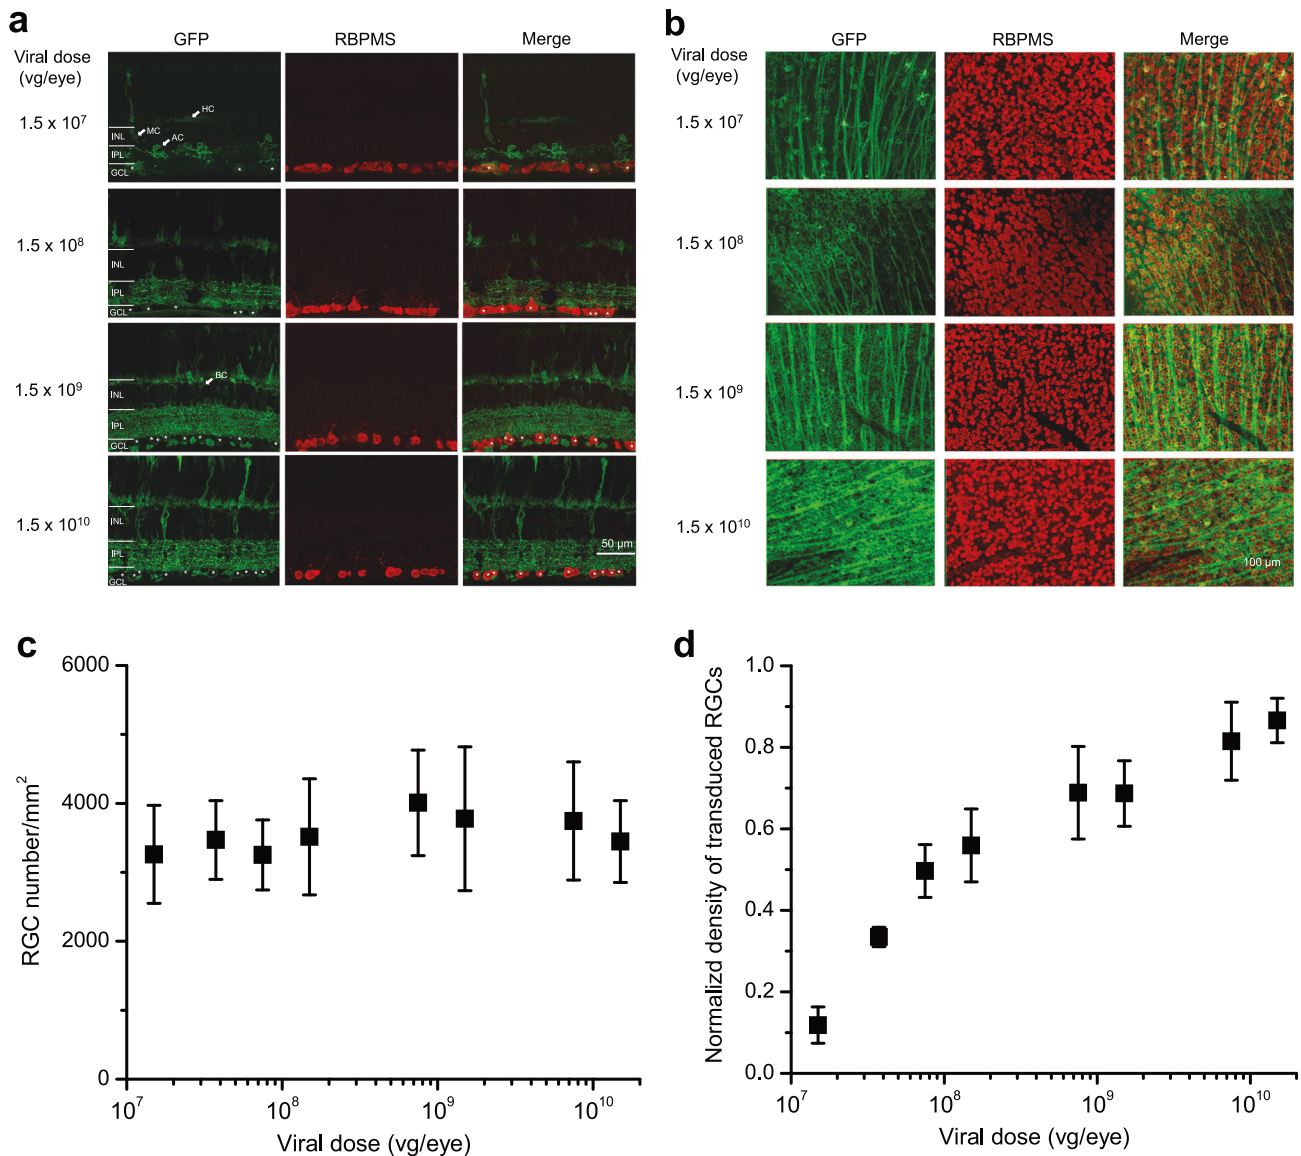 a
GFP
RBPMS
Merge
Viral dose
(vg/eye)
1.5 x 10⁷
HC
INL
MC
AC
IPL
GCL
1.5 x 10⁸
INL
IPL
GCL
1.5 x 10⁹
BC
INL
IPL
GCL
1.5 x 10¹⁰
INL
IPL
GCL
50 µm
b
GFP
RBPMS
Merge
Viral dose
(vg/eye)
1.5 x 10⁷
1.5 x 10⁸
1.5 x 10⁹
1.5 x 10¹⁰
100 µm
c
RGC number/mm²
6000
4000
2000
0
10⁷
10⁸
10⁹
10¹⁰
Viral dose (vg/eye)
d
Normalizd density of transduced RGCs
1.0
0.8
0.6
0.4
0.2
0.0
10⁷
10⁸
10⁹
10¹⁰
Viral dose (vg/eye)